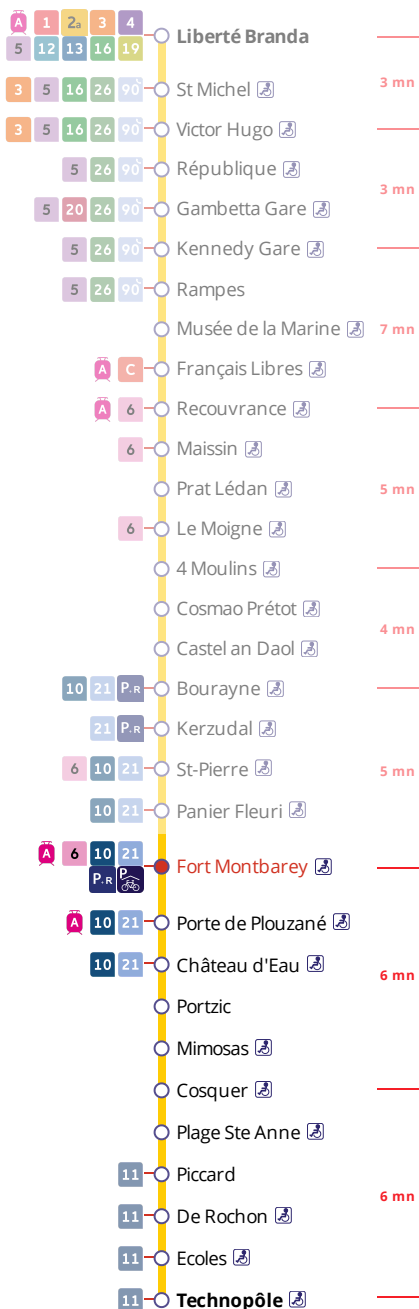 A 1 2a 3 4
5 12 13 16 19 Liberté Branda
3 5 16 26 90 St Michel
3 mn
3 5 16 26 90 Victor Hugo
5 26 90 République
3 mn
5 20 26 90 Gambetta Gare
5 26 90 Kennedy Gare
5 26 90 Rampes
Musée de la Marine 7 mn
A C Français Libres
A 6 Recouvrance
6 Maissin
Prat Lédan 5 mn
6 Le Moigne
4 Moulins
Cosmao Prétot
4 mn
Castel an Daol
10 21 P.R Bourayne
21 P.R Kerzudal
6 10 21 St-Pierre 5 mn
10 21 Panier Fleuri
A 6 10 21
P.R P Fort Montbarey
A 10 21 Porte de Plouzané
10 21 Château d'Eau
6 mn
Portzic
Mimosas
Cosquer
Plage Ste Anne
11 Piccard
6 mn
11 De Rochon
11 Ecoles
11 Technopôle